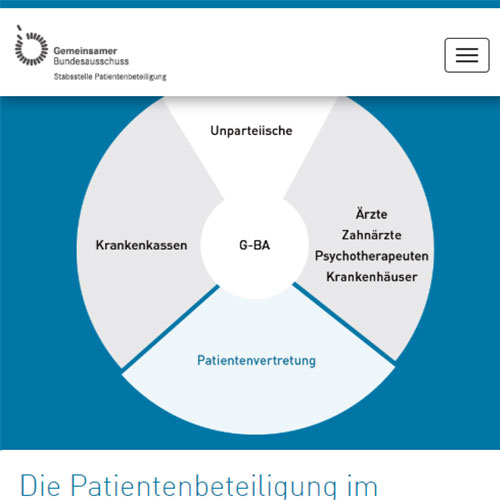 Gemeinsamer
Bundesausschuss
Stabsstelle Patientenbeteiligung
Unparteiische
Krankenkassen
G-BA
Ärzte
Zahnärzte
Psychotherapeuten
Krankenhäuser
Patientenvertretung
Die Patientenbeteiligung im